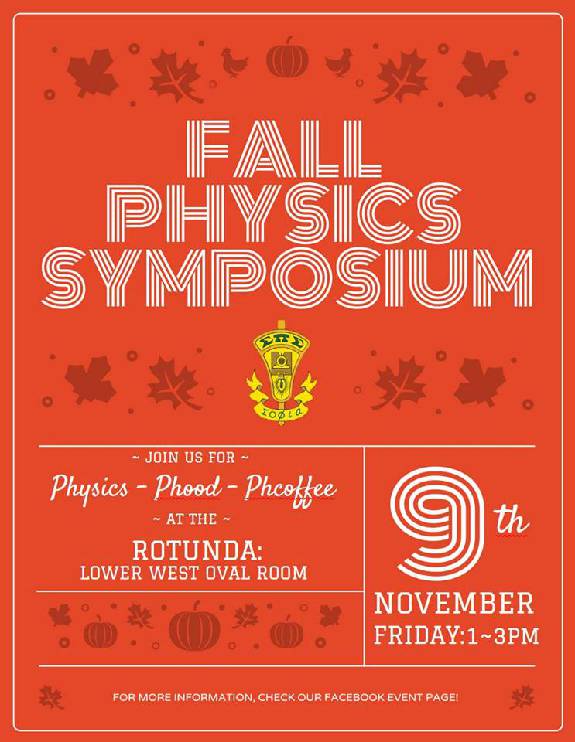 FALL
PHYSICS
SYMPOSIUM
ΣΠΣ
~ JOIN US FOR ~
Physics - Phood - Phcoffee
~ AT THE ~
ROTUNDA:
LOWER WEST OVAL ROOM
9th
NOVEMBER
FRIDAY:1~3PM
FOR MORE INFORMATION, CHECK OUR FACEBOOK EVENT PAGE!